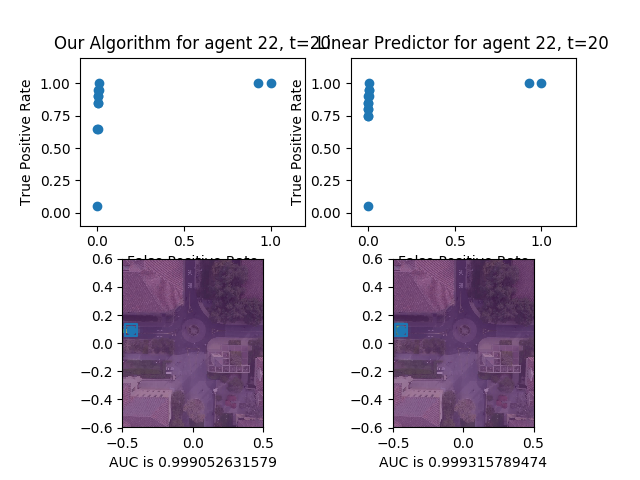 Our Algorithm for agent 22, t=20
Linear Predictor for agent 22, t=20
True Positive Rate
1.00
0.75
0.50
0.25
0.00
0.0 0.5 1.0
False Positive Rate
True Positive Rate
1.00
0.75
0.50
0.25
0.00
0.0 0.5 1.0
False Positive Rate
0.6
0.4
0.2
0.0
−0.2
−0.4
−0.6
−0.5 0.0 0.5
AUC is 0.999052631579
0.6
0.4
0.2
0.0
−0.2
−0.4
−0.6
−0.5 0.0 0.5
AUC is 0.999315789474